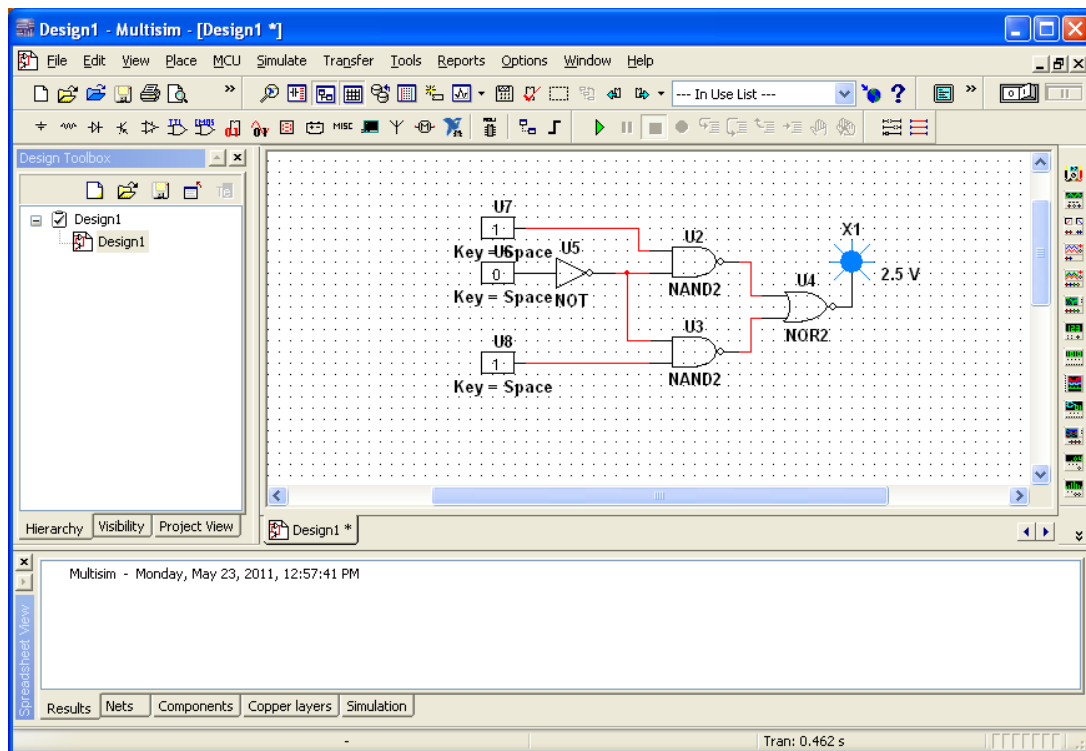 Design1 - Multisim - [Design1 *]
File Edit View Place MCU Simulate Transfer Tools Reports Options Window Help
» --- In Use List --- ? »
MISC
Design Toolbox
Design1
Design1
U7
1
Key = Space
U6
0
Key = Space
U5
NOT
U8
1
Key = Space
U2
NAND2
U3
NAND2
U4
NOR2
X1
2.5 V
Hierarchy Visibility Project View
Design1 *
Multisim - Monday, May 23, 2011, 12:57:41 PM
Spreadsheet View
Results Nets Components Copper layers Simulation
- Tran: 0.462 s